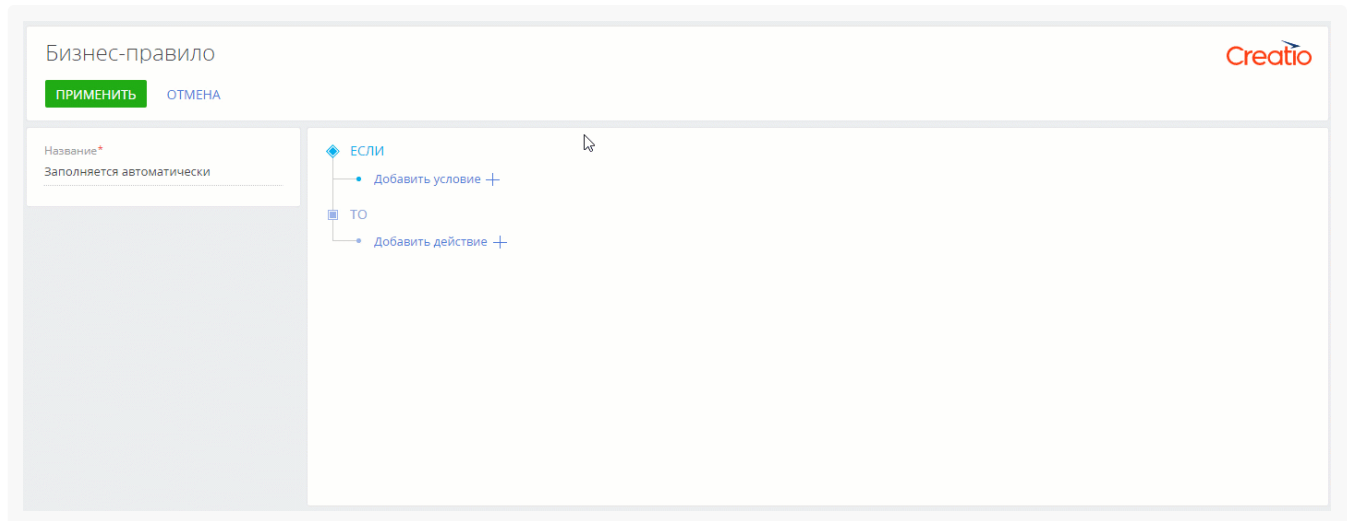 Бизнес-правило
Creatio
ПРИМЕНИТЬ ОТМЕНА
Название*
Заполняется автоматически
ЕСЛИ
Добавить условие
ТО
Добавить действие